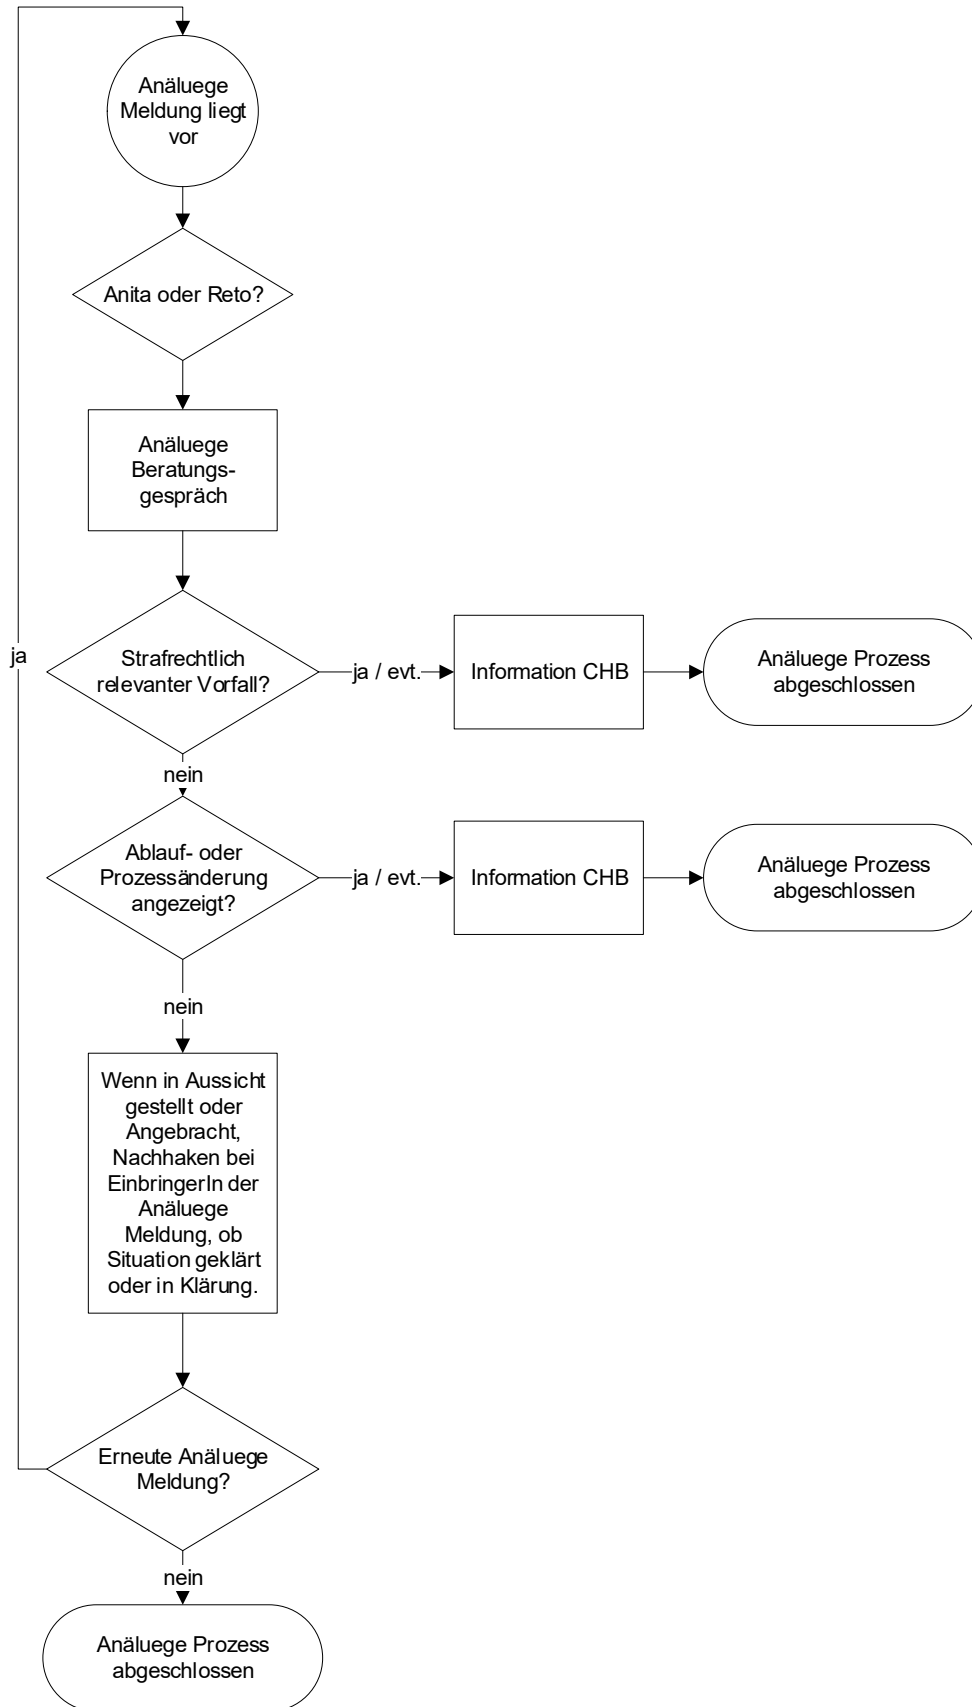 Anäluege
Meldung liegt
vor
Anita oder Reto?
Anäluege
Beratungs-
gespräch
Strafrechtlich
relevanter Vorfall?
ja / evt.
Information CHB
Anäluege Prozess
abgeschlossen
ja
nein
Ablauf- oder
Prozessänderung
angezeigt?
ja / evt.
Information CHB
Anäluege Prozess
abgeschlossen
nein
Wenn in Aussicht
gestellt oder
Angebracht,
Nachhaken bei
EinbringerIn der
Anäluege
Meldung, ob
Situation geklärt
oder in Klärung.
Erneute Anäluege
Meldung?
nein
Anäluege Prozess
abgeschlossen